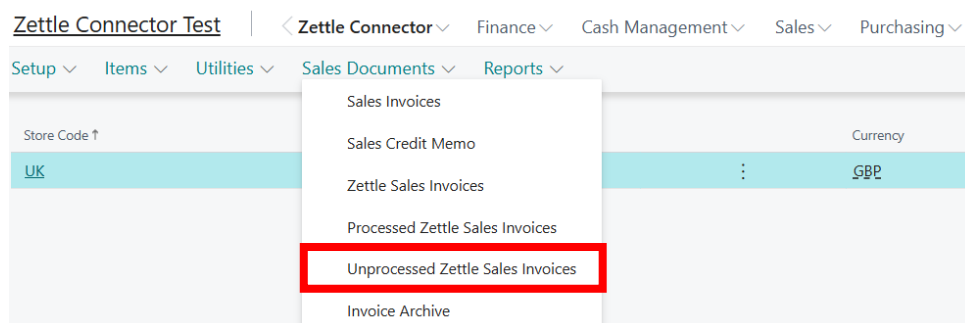 Zettle Connector Test Zettle Connector Finance Cash Management Sales Purchasing
Setup Items Utilities Sales Documents Reports
Sales Invoices
Store Code ↑ Currency
Sales Credit Memo
UK GBP
Zettle Sales Invoices
Processed Zettle Sales Invoices
Unprocessed Zettle Sales Invoices
Invoice Archive